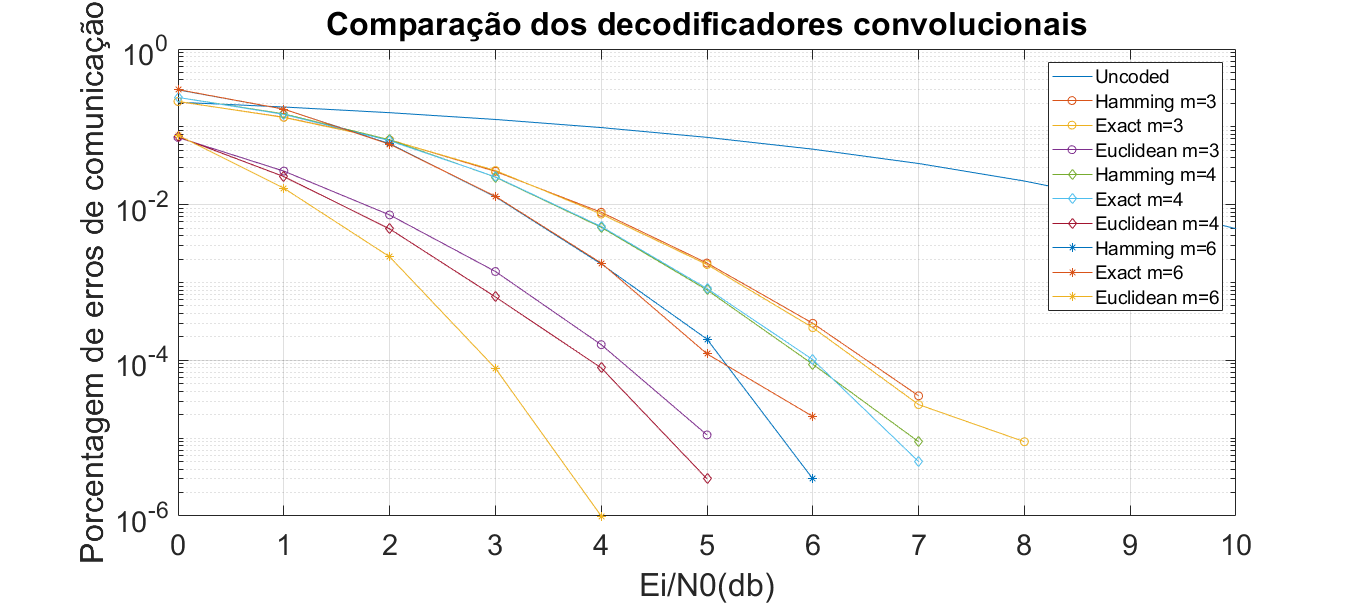 Comparação dos decodificadores convolucionais
Porcentagem de erros de comunicação
10^0
10^-2
10^-4
10^-6
0 1 2 3 4 5 6 7 8 9 10
Ei/N0(db)
Uncoded
Hamming m=3
Exact m=3
Euclidean m=3
Hamming m=4
Exact m=4
Euclidean m=4
Hamming m=6
Exact m=6
Euclidean m=6